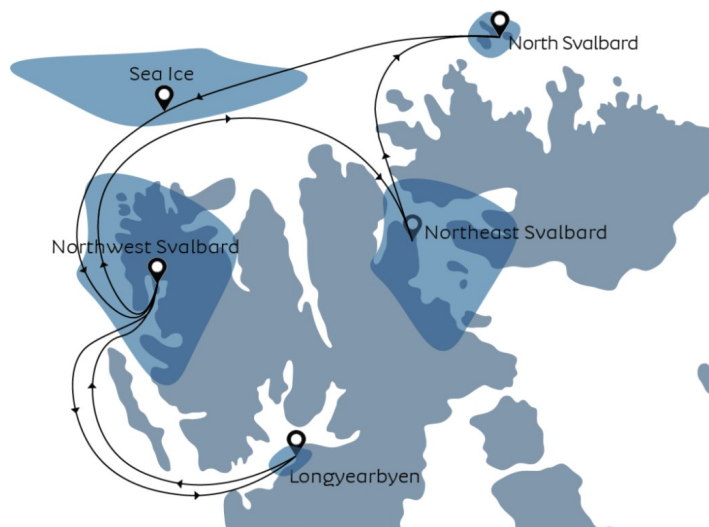 North Svalbard
Sea Ice
Northeast Svalbard
Northwest Svalbard
Longyearbyen